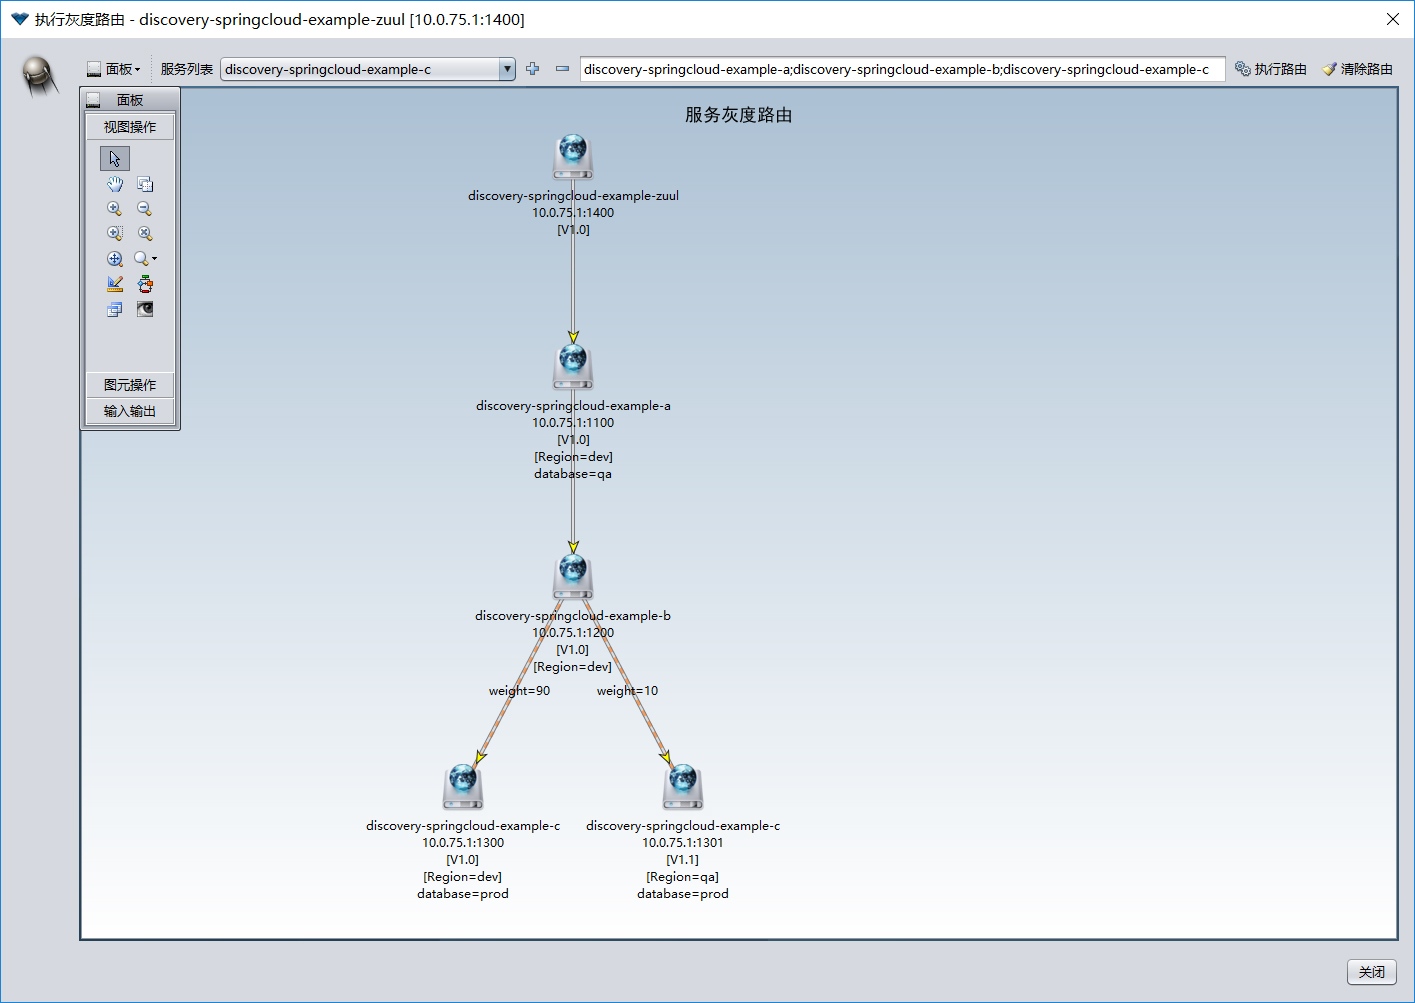 执行灰度路由 - discovery-springcloud-example-zuul [10.0.75.1:1400]
面板 服务列表 discovery-springcloud-example-c discovery-springcloud-example-a;discovery-springcloud-example-b;discovery-springcloud-example-c 执行路由 清除路由
面板
视图操作
图元操作
输入输出
服务灰度路由
discovery-springcloud-example-zuul
10.0.75.1:1400
[V1.0]
discovery-springcloud-example-a
10.0.75.1:1100
[V1.0]
[Region=dev]
database=qa
discovery-springcloud-example-b
10.0.75.1:1200
[V1.0]
[Region=dev]
weight=90 weight=10
discovery-springcloud-example-c
10.0.75.1:1300
[V1.0]
[Region=dev]
database=prod
discovery-springcloud-example-c
10.0.75.1:1301
[V1.1]
[Region=qa]
database=prod
关闭